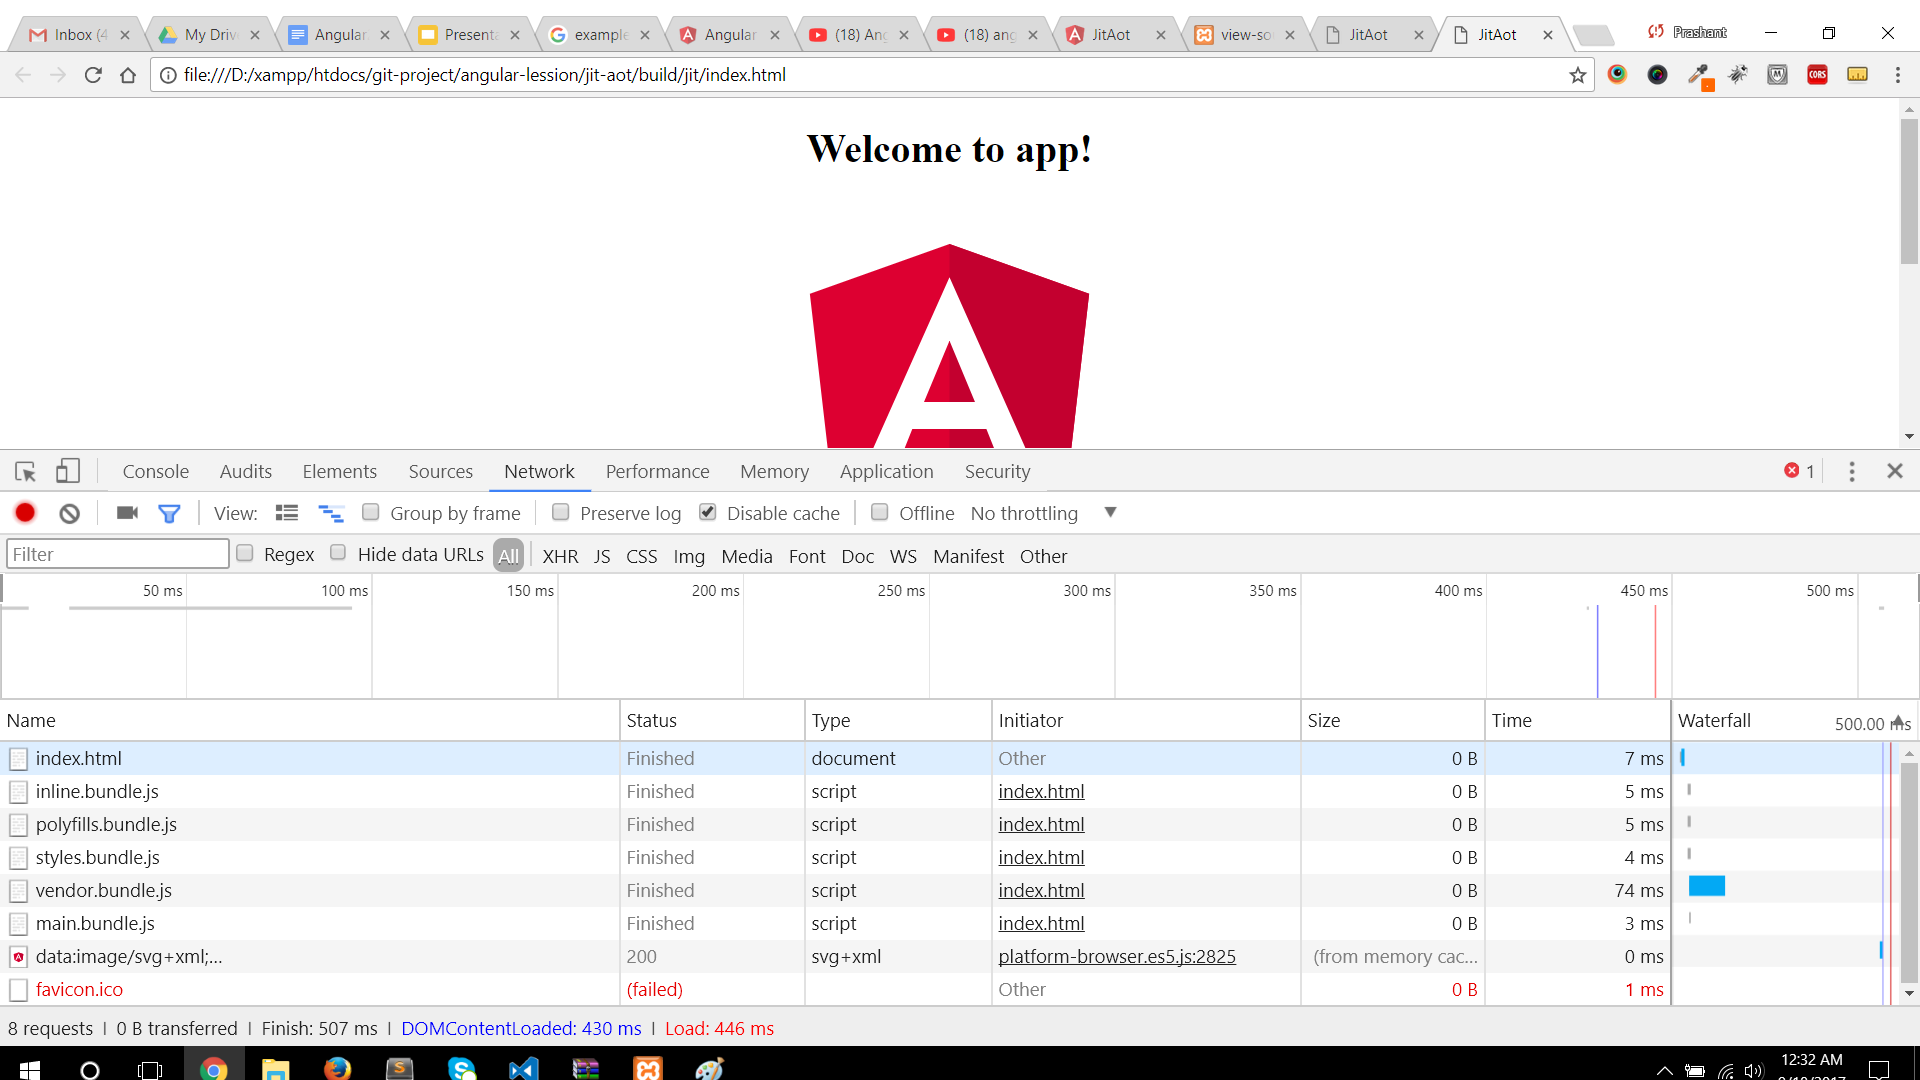 Inbox (4 My Driv Angular Presenta example Angular (18) Ang (18) ang JitAot view-so JitAot JitAot Prashant
file:///D:/xampp/htdocs/git-project/angular-lession/jit-aot/build/jit/index.html CORS
Welcome to app!
Console Audits Elements Sources Network Performance Memory Application Security 1
View: Group by frame Preserve log Disable cache Offline No throttling
Filter Regex Hide data URLs All XHR JS CSS Img Media Font Doc WS Manifest Other
50 ms 100 ms 150 ms 200 ms 250 ms 300 ms 350 ms 400 ms 450 ms 500 ms
Name Status Type Initiator Size Time Waterfall 500.00 ms
index.html Finished document Other 0 B 7 ms
inline.bundle.js Finished script index.html 0 B 5 ms
polyfills.bundle.js Finished script index.html 0 B 5 ms
styles.bundle.js Finished script index.html 0 B 4 ms
vendor.bundle.js Finished script index.html 0 B 74 ms
main.bundle.js Finished script index.html 0 B 3 ms
data:image/svg+xml;... 200 svg+xml platform-browser.es5.js:2825 (from memory cac... 0 ms
favicon.ico (failed) Other 0 B 1 ms
8 requests | 0 B transferred | Finish: 507 ms | DOMContentLoaded: 430 ms | Load: 446 ms
12:32 AM